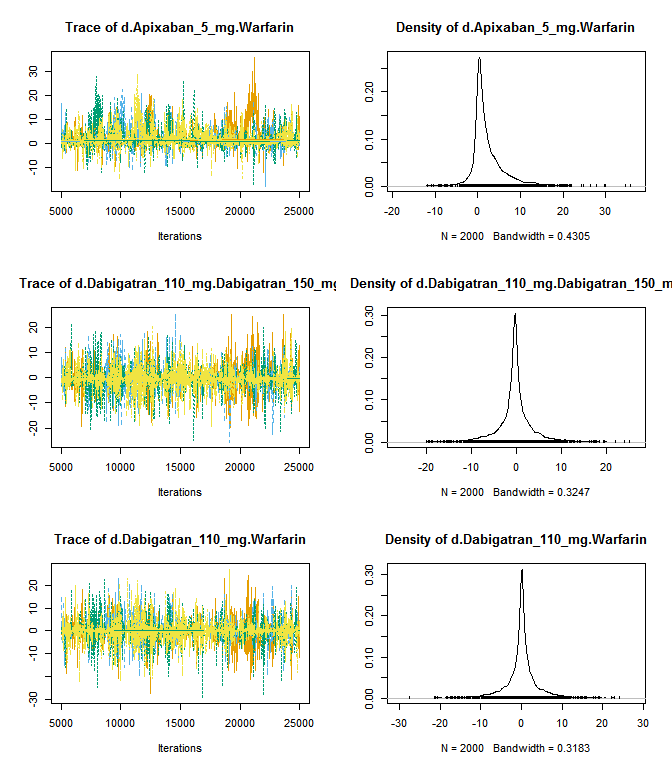 Trace of d.Apixaban_5_mg.Warfarin
30
20
10
0
-10
5000 10000 15000 20000 25000
Iterations
Density of d.Apixaban_5_mg.Warfarin
0.20
0.10
0.00
-20 -10 0 10 20 30
N = 2000 Bandwidth = 0.4305
Trace of d.Dabigatran_110_mg.Dabigatran_150_mg
20
10
0
-10
-20
5000 10000 15000 20000 25000
Iterations
Density of d.Dabigatran_110_mg.Dabigatran_150_m
0.30
0.20
0.10
0.00
-20 -10 0 10 20
N = 2000 Bandwidth = 0.3247
Trace of d.Dabigatran_110_mg.Warfarin
20
10
0
-10
-30
5000 10000 15000 20000 25000
Iterations
Density of d.Dabigatran_110_mg.Warfarin
0.30
0.20
0.10
0.00
-30 -20 -10 0 10 20 30
N = 2000 Bandwidth = 0.3183